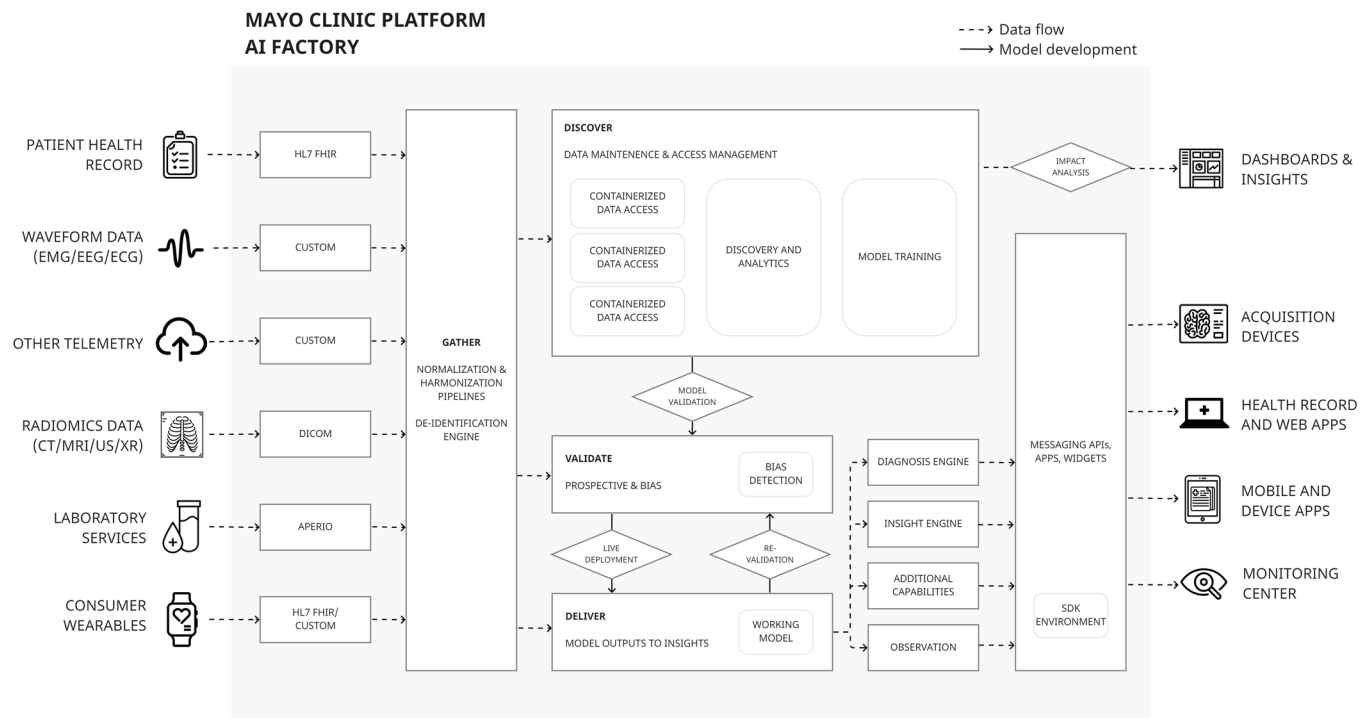 MAYO CLINIC PLATFORM
AI FACTORY
Data flow
Model development
PATIENT HEALTH
RECORD
HL7 FHIR
WAVEFORM DATA
(EMG/EEG/ECG)
CUSTOM
OTHER TELEMETRY
CUSTOM
RADIOMICS DATA
(CT/MRI/US/XR)
DICOM
LABORATORY
SERVICES
APERIO
CONSUMER
WEARABLES
HL7 FHIR/
CUSTOM
GATHER
NORMALIZATION &
HARMONIZATION
PIPELINES
DE-IDENTIFICATION
ENGINE
DISCOVER
DATA MAINTENENCE & ACCESS MANAGEMENT
CONTAINERIZED
DATA ACCESS
CONTAINERIZED
DATA ACCESS
CONTAINERIZED
DATA ACCESS
DISCOVERY AND
ANALYTICS
MODEL TRAINING
MODEL
VALIDATION
VALIDATE
PROSPECTIVE & BIAS
BIAS
DETECTION
LIVE
DEPLOYMENT
RE-
VALIDATION
DELIVER
MODEL OUTPUTS TO INSIGHTS
WORKING
MODEL
DIAGNOSIS ENGINE
INSIGHT ENGINE
ADDITIONAL
CAPABILITIES
OBSERVATION
IMPACT
ANALYSIS
MESSAGING APIs,
APPS, WIDGETS
SDK
ENVIRONMENT
DASHBOARDS &
INSIGHTS
ACQUISITION
DEVICES
HEALTH RECORD
AND WEB APPS
MOBILE AND
DEVICE APPS
MONITORING
CENTER